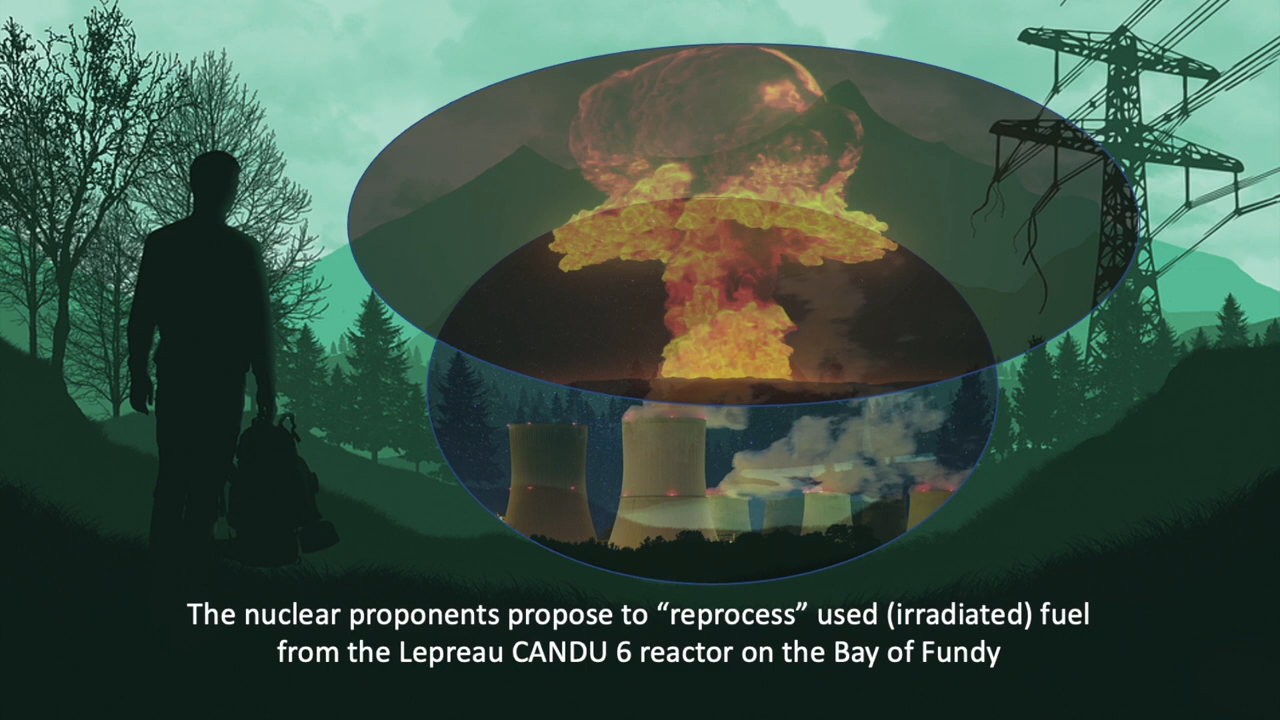 The nuclear proponents propose to “reprocess” used (irradiated) fuel
from the Lepreau CANDU 6 reactor on the Bay of Fundy